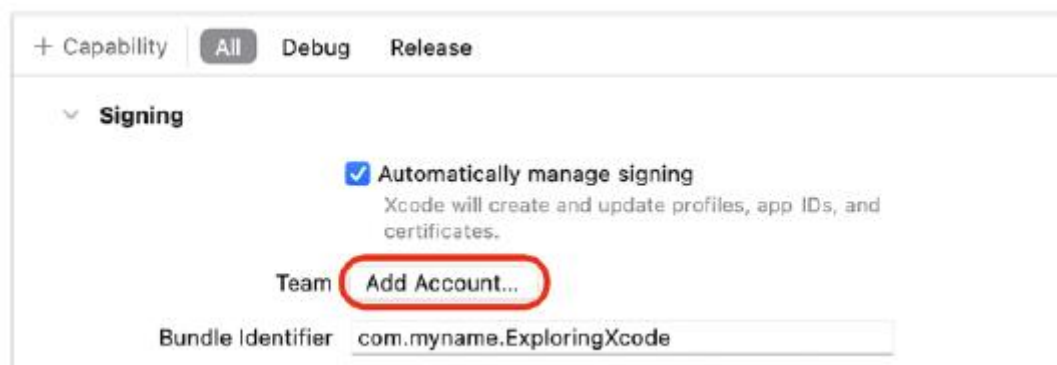 + Capability All Debug Release
Signing
Automatically manage signing
Xcode will create and update profiles, app IDs, and
certificates.
Team Add Account...
Bundle Identifier com.myname.ExploringXcode